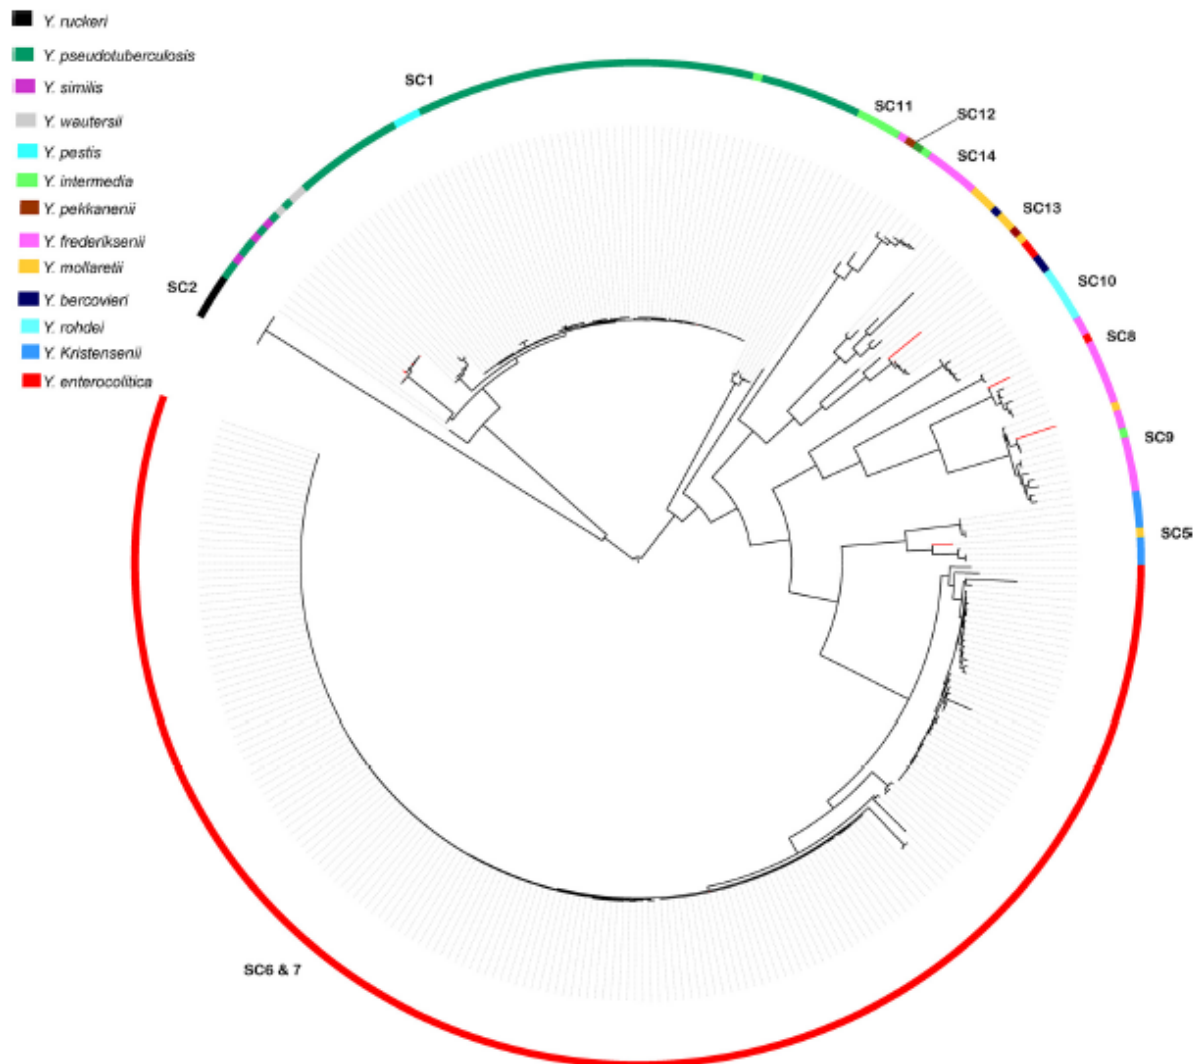 Y. ruckeri
Y. pseudotuberculosis
Y. similis
Y. wautersii
Y. pestis
Y. intermedia
Y. pekkanenii
Y. frederiksenii
Y. mollaretii
Y. bercovieri
Y. rohdei
Y. Kristensenii
Y. enterocolitica
SC1
SC11
SC12
SC14
SC13
SC10
SC8
SC9
SC5
SC2
SC6 & 7